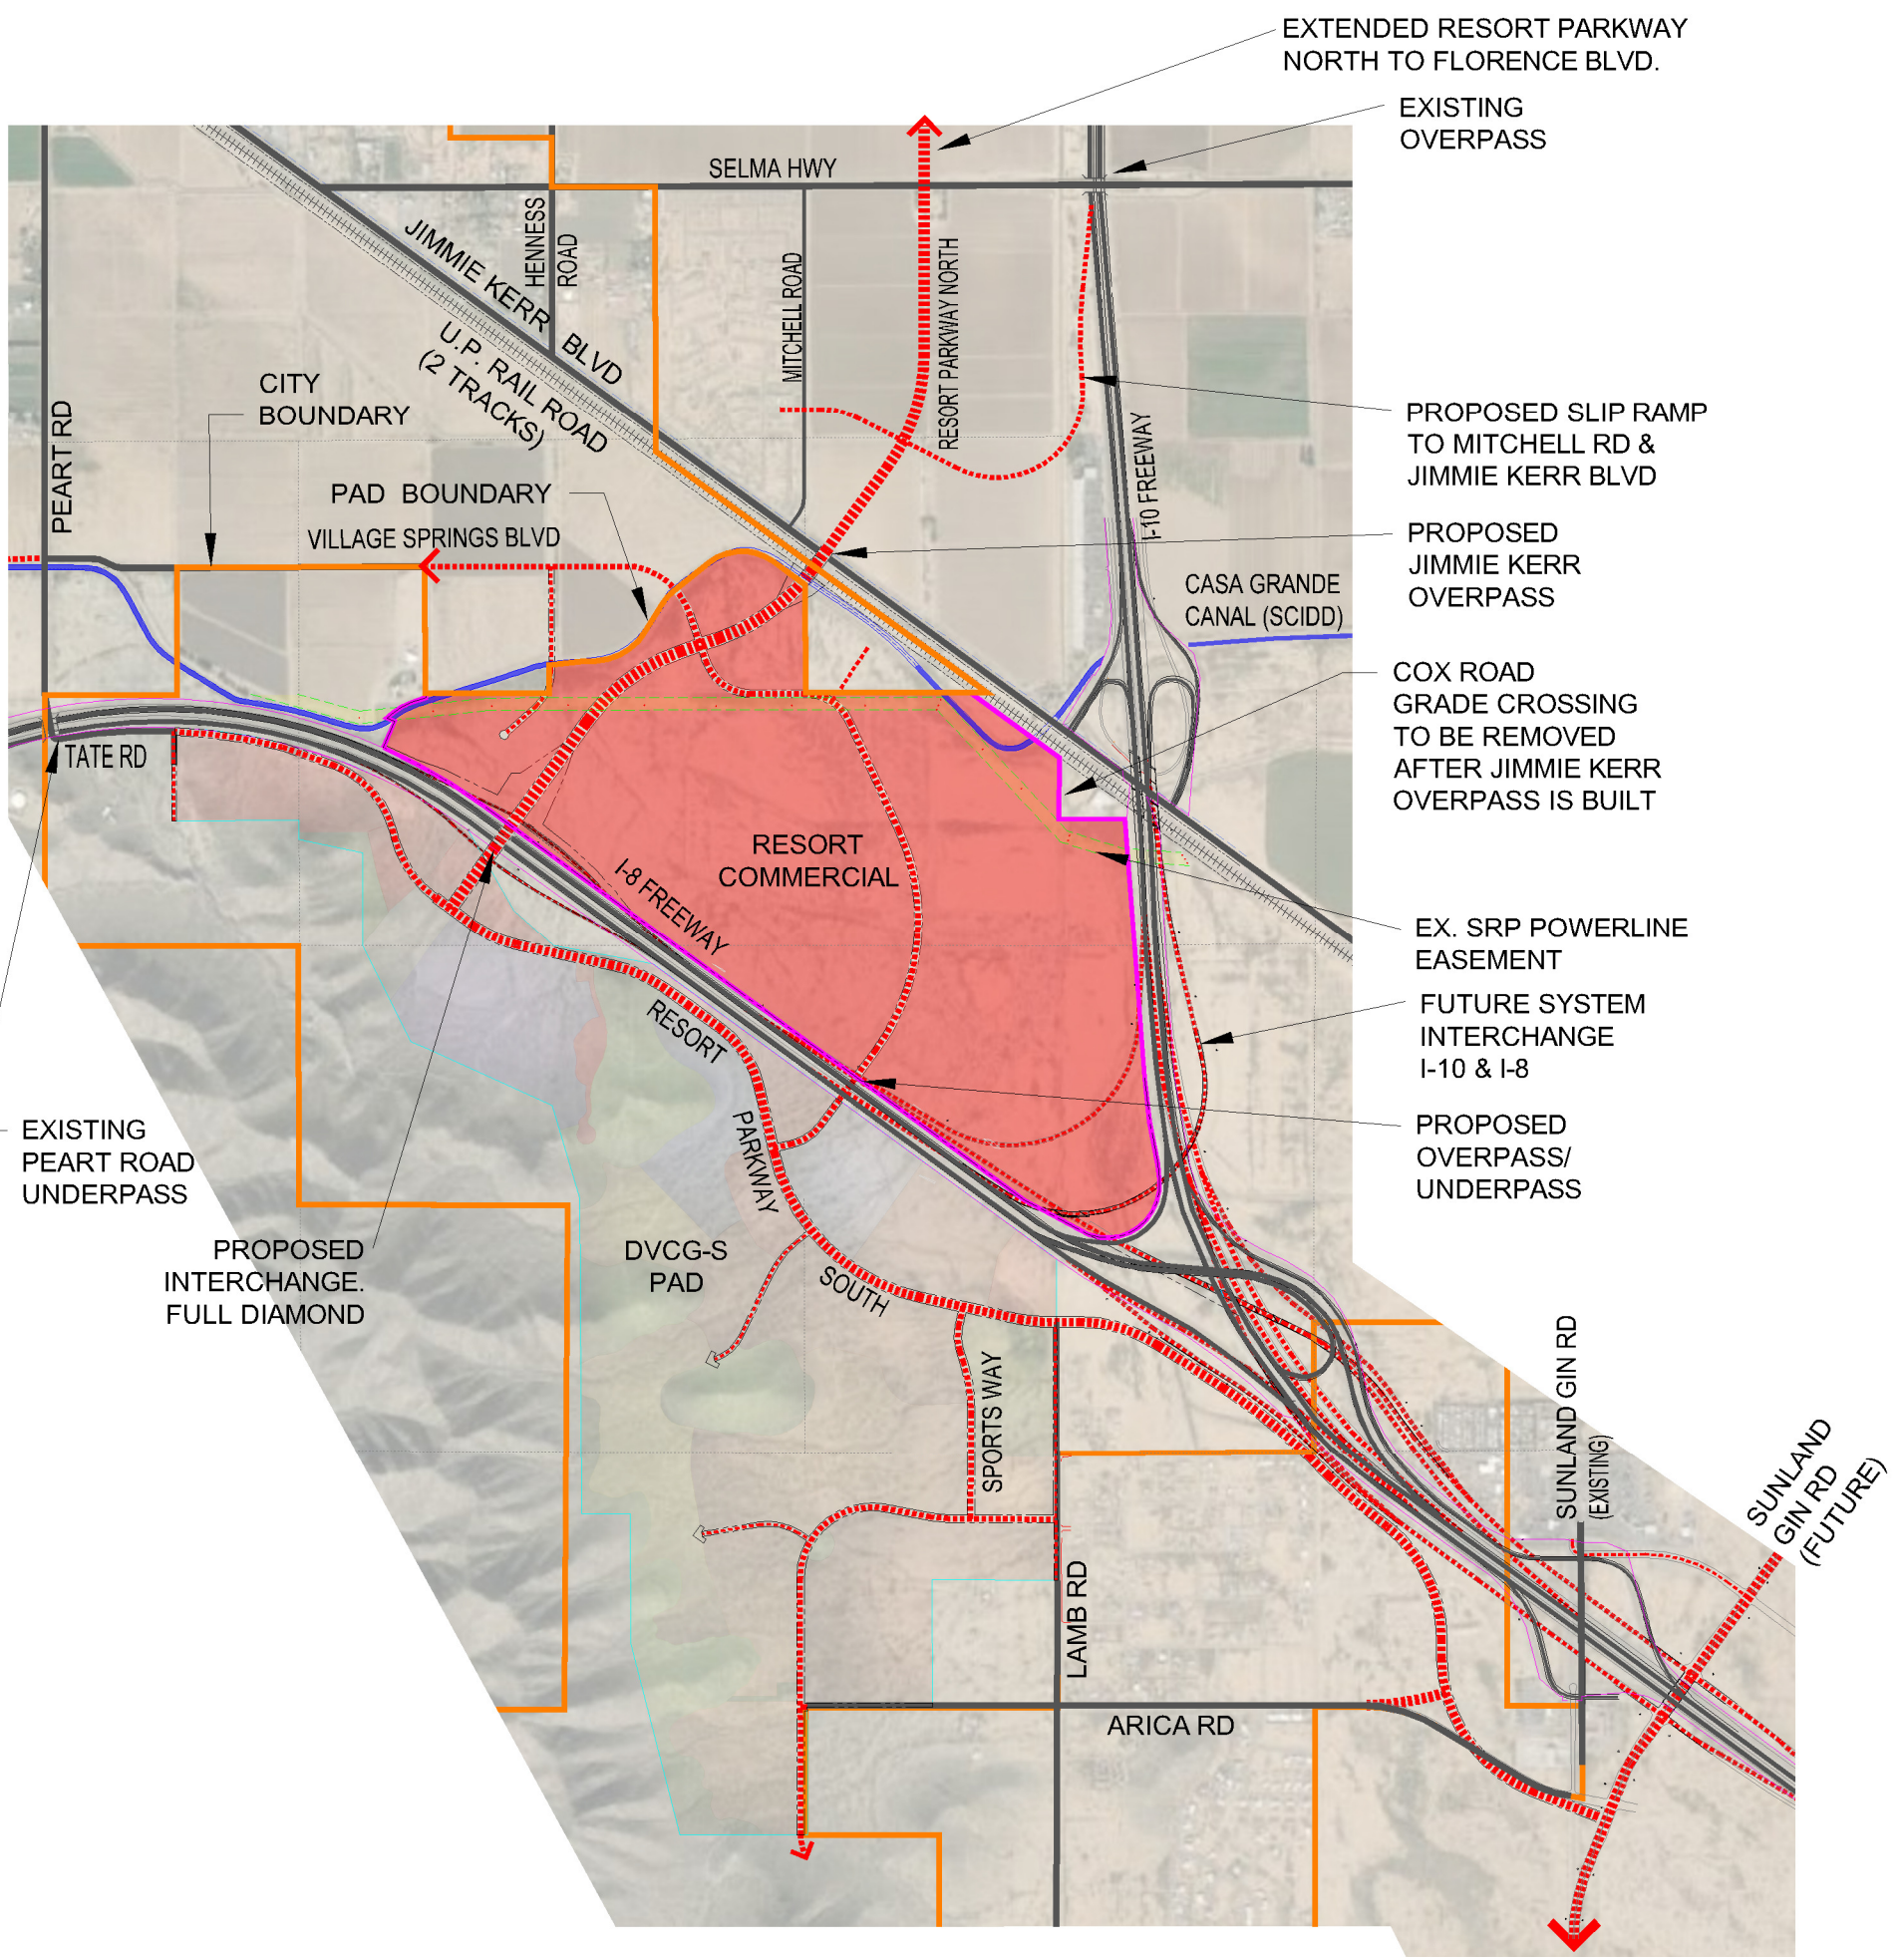 EXTENDED RESORT PARKWAY
NORTH TO FLORENCE BLVD.
EXISTING
OVERPASS
SELMA HWY
HENNESS
ROAD
JIMMIE KERR BLVD
U.P. RAIL ROAD
(2 TRACKS)
MITCHELL ROAD
RESORT PARKWAY NORTH
I-10 FREEWAY
PEART RD
CITY
BOUNDARY
PAD BOUNDARY
VILLAGE SPRINGS BLVD
PROPOSED SLIP RAMP
TO MITCHELL RD &
JIMMIE KERR BLVD
PROPOSED
JIMMIE KERR
OVERPASS
CASA GRANDE
CANAL (SCIDD)
COX ROAD
GRADE CROSSING
TO BE REMOVED
AFTER JIMMIE KERR
OVERPASS IS BUILT
TATE RD
RESORT
COMMERCIAL
I-8 FREEWAY
EX. SRP POWERLINE
EASEMENT
FUTURE SYSTEM
INTERCHANGE
I-10 & I-8
PROPOSED
OVERPASS/
UNDERPASS
EXISTING
PEART ROAD
UNDERPASS
PROPOSED
INTERCHANGE.
FULL DIAMOND
RESORT
PARKWAY
SOUTH
DVCG-S
PAD
SPORTS WAY
LAMB RD
ARICA RD
SUNLAND GIN RD
(EXISTING)
SUNLAND
GIN RD
(FUTURE)